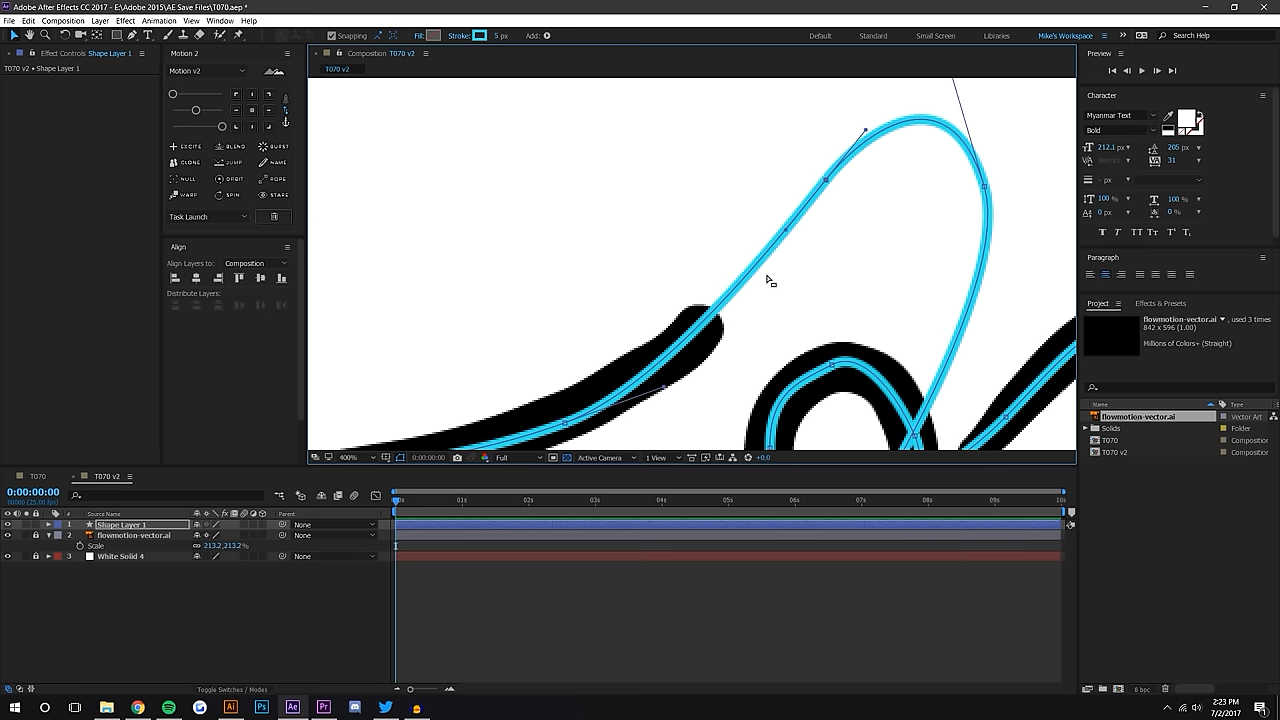 Adobe After Effects CC 2017 - E:\Adobe 2015\AE Save Files\T070.aep *
File Edit Composition Layer Effect Animation View Window Help
Snapping Fill: Stroke: 5 px Add: Default Standard Small Screen Libraries Mike's Workspace Search Help
Effect Controls Shape Layer 1
T070 v2 • Shape Layer 1
Motion 2
Motion v2
EXCITE BLEND BURST
CLONE JUMP NAME
NULL ORBIT ROPE
WARP SPIN STARE
Task Launch
Align
Align Layers to: Composition
Distribute Layers:
Composition T070 v2
T070 v2
400% 0:00:00:00 Full Active Camera 1 View +0.0
Preview
Character
Myanmar Text
Bold
212.1 px 205 px
Metrics 31
- px
100 % 100 %
0 px 0 %
Paragraph
Project Effects & Presets
flowmotion-vector.ai , used 3 times
842 x 596 (1.00)
Millions of Colors+ (Straight)
Name Type
flowmotion-vector.ai Vector Art
Solids Folder
T070 Composition
T070 v2 Composition
8 bpc
T070 T070 v2
0:00:00:00
00000 (25.00 fps)
# Source Name Parent
01s 02s 03s 04s 05s 06s 07s 08s 09s 10s
1 Shape Layer 1 None
2 flowmotion-vector.ai None
Scale 213.2,213.2%
3 White Solid 4 None
Toggle Switches / Modes
2:23 PM
7/2/2017